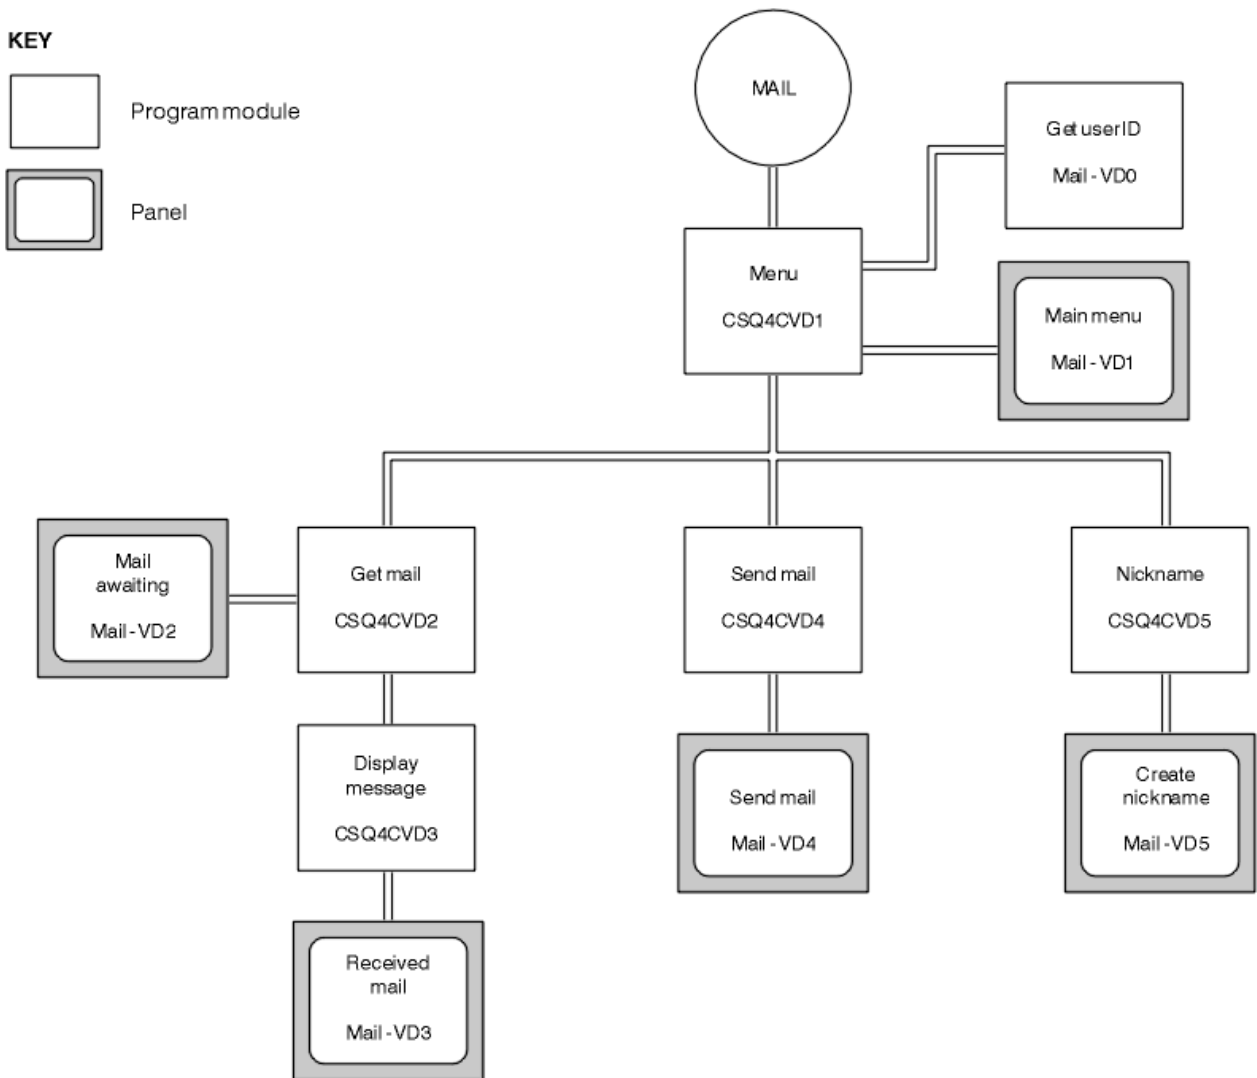 KEY
Program module
Panel
MAIL
Get userID
Mail - VD0
Menu
CSQ4CVD1
Main menu
Mail - VD1
Mail
awaiting
Mail - VD2
Get mail
CSQ4CVD2
Send mail
CSQ4CVD4
Nickname
CSQ4CVD5
Display
message
CSQ4CVD3
Send mail
Mail - VD4
Create
nickname
Mail - VD5
Received
mail
Mail - VD3